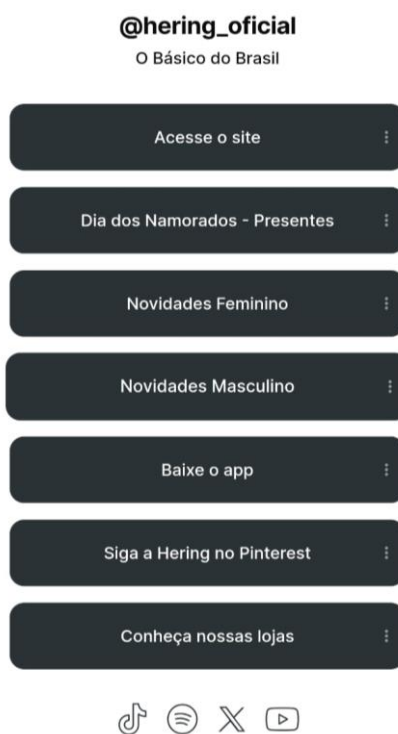 @hering_oficial
O Básico do Brasil
Acesse o site
Dia dos Namorados - Presentes
Novidades Feminino
Novidades Masculino
Baixe o app
Siga a Hering no Pinterest
Conheça nossas lojas